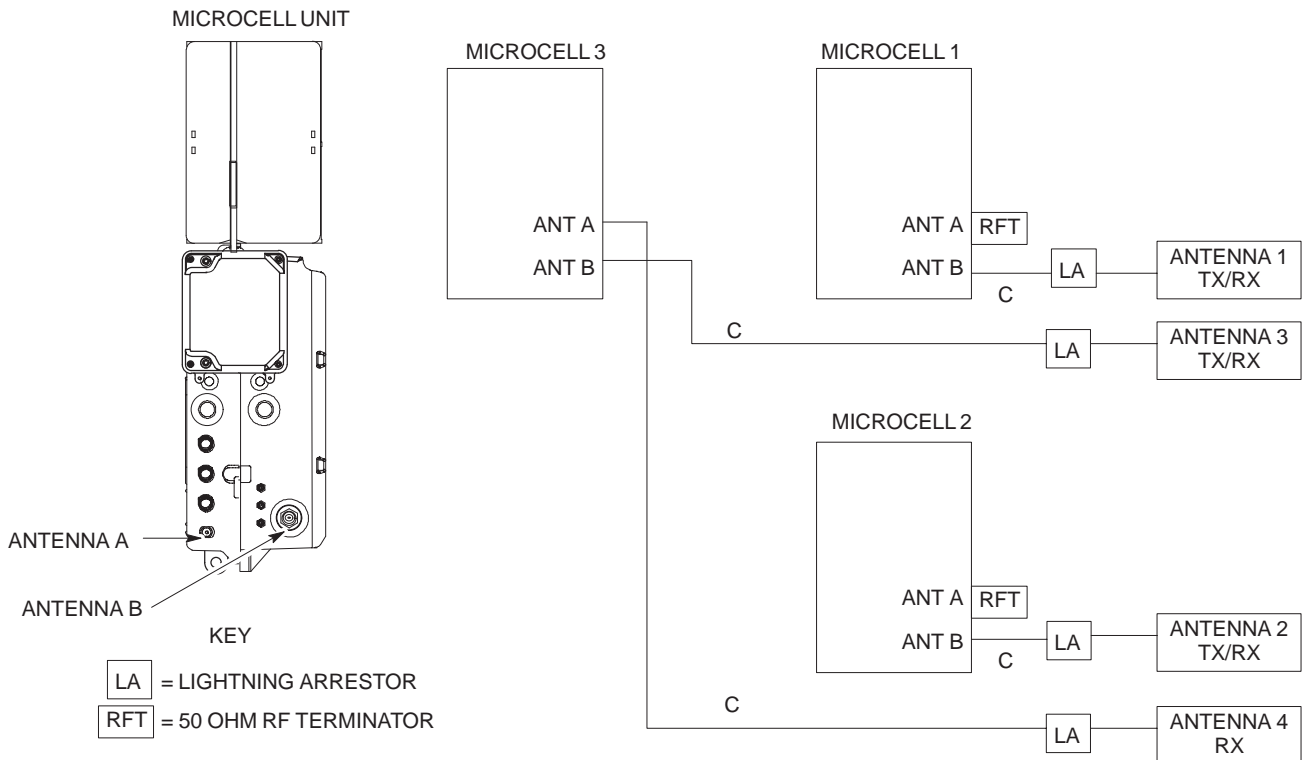 MICROCELL UNIT
ANTENNA A
ANTENNA B
KEY
LA = LIGHTNING ARRESTOR
RFT = 50 OHM RF TERMINATOR
MICROCELL 3
ANT A
ANT B
MICROCELL 1
ANT A RFT
ANT B
C
LA
ANTENNA 1
TX/RX
C
LA
ANTENNA 3
TX/RX
MICROCELL 2
ANT A RFT
ANT B
C
LA
ANTENNA 2
TX/RX
C
LA
ANTENNA 4
RX